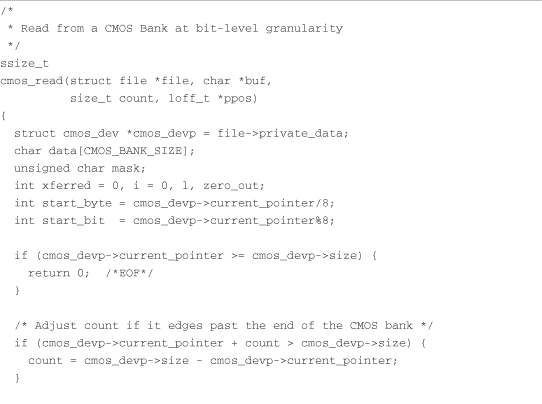 /*
 * Read from a CMOS Bank at bit-level granularity
 */
ssize_t
cmos_read(struct file *file, char *buf,
          size_t count, loff_t *ppos)
{
  struct cmos_dev *cmos_devp = file->private_data;
  char data[CMOS_BANK_SIZE];
  unsigned char mask;
  int xferred = 0, i = 0, l, zero_out;
  int start_byte = cmos_devp->current_pointer/8;
  int start_bit  = cmos_devp->current_pointer%8;

  if (cmos_devp->current_pointer >= cmos_devp->size) {
    return 0;  /*EOF*/
  }

  /* Adjust count if it edges past the end of the CMOS bank */
  if (cmos_devp->current_pointer + count > cmos_devp->size) {
    count = cmos_devp->size - cmos_devp->current_pointer;
  }